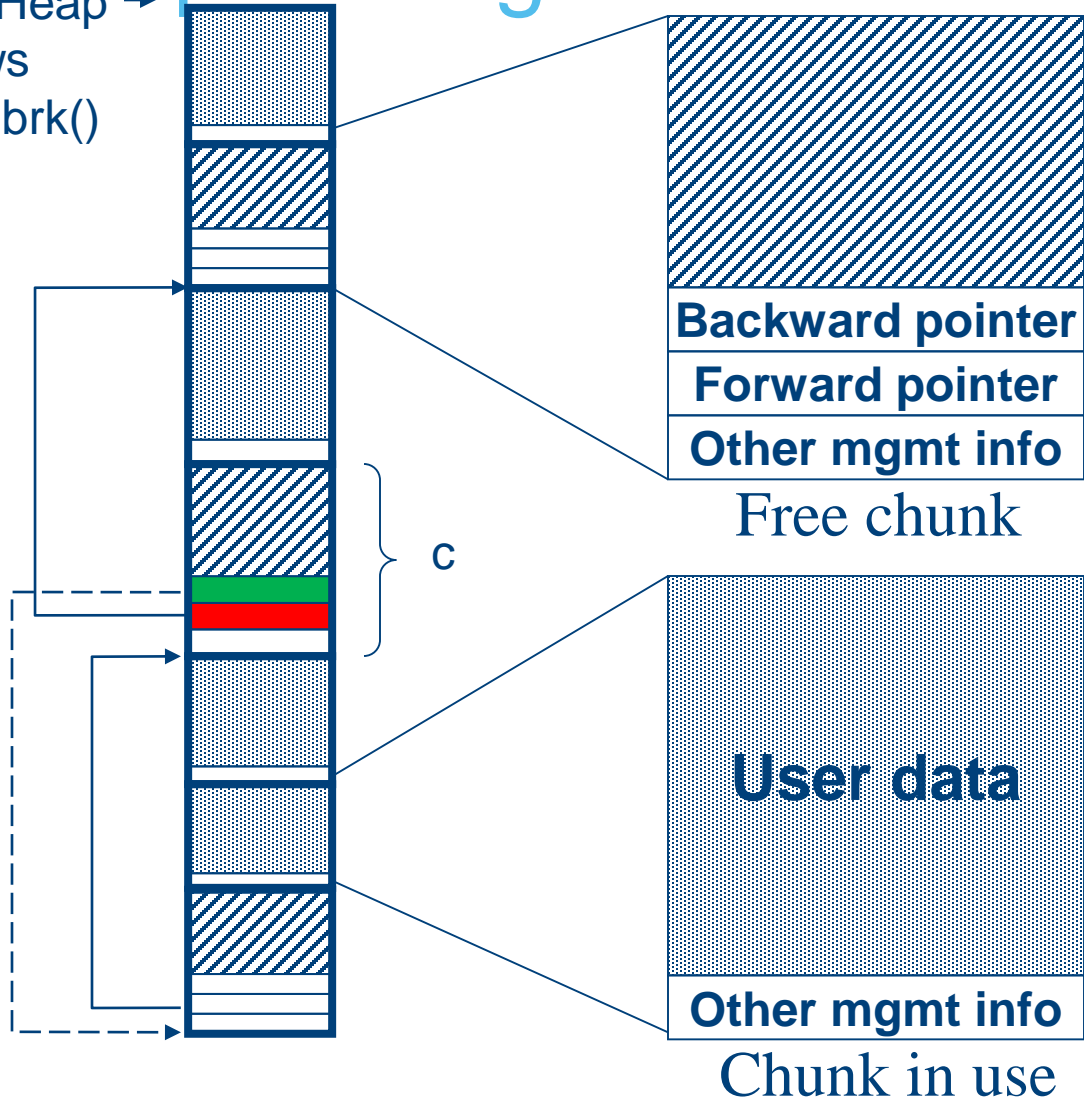 Heap
ws
brk()
Backward pointer
Forward pointer
Other mgmt info
Free chunk
c
User data
Other mgmt info
Chunk in use